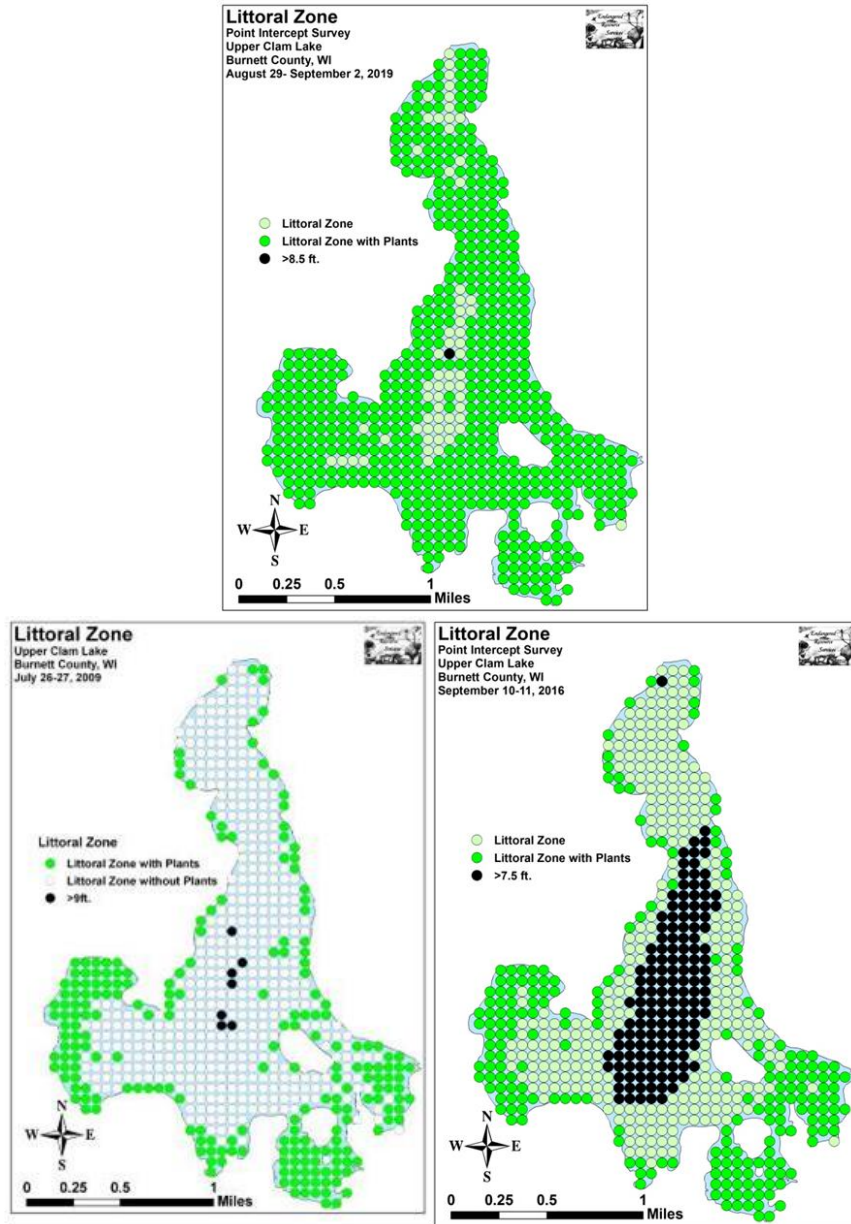 Littoral Zone
Point Intercept Survey
Upper Clam Lake
Burnett County, WI
August 29- September 2, 2019
Endangered
Resource
Services
Littoral Zone
Littoral Zone with Plants
>8.5 ft.
N
W E
S
0 0.25 0.5 1
Miles
Littoral Zone
Upper Clam Lake
Burnett County, WI
July 26-27, 2009
Littoral Zone
Littoral Zone with Plants
Littoral Zone without Plants
>9ft.
N
W E
S
0 0.25 0.5 1
Miles
Littoral Zone
Point Intercept Survey
Upper Clam Lake
Burnett County, WI
September 10-11, 2016
Littoral Zone
Littoral Zone with Plants
>7.5 ft.
N
W E
S
0 0.25 0.5 1
Miles